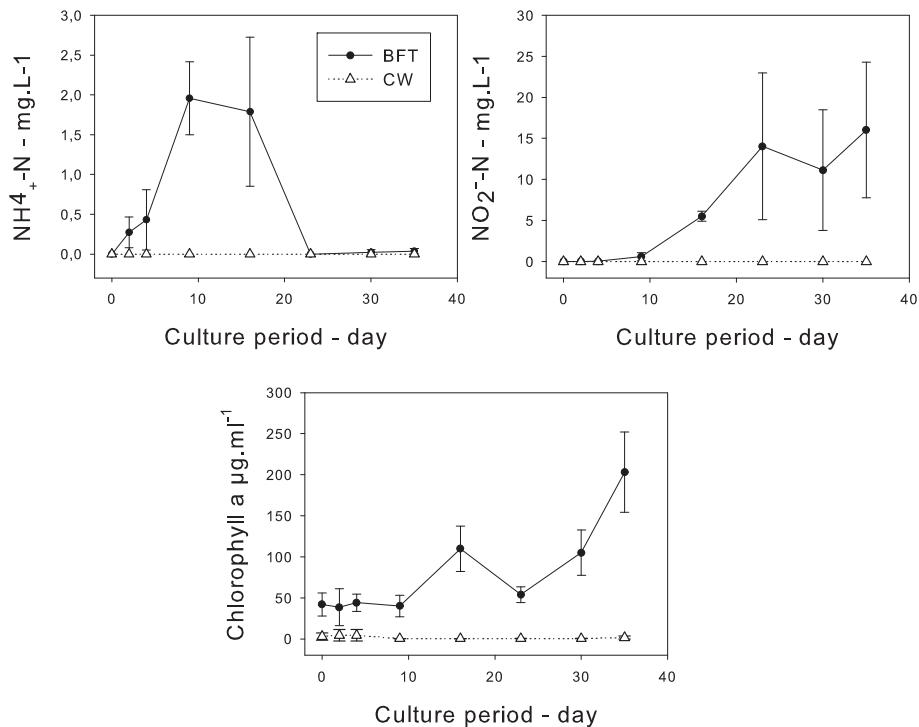 3,0
2,5
2,0
1,5
1,0
0,5
0,0
NH4+-N - mg.L-1
BFT
CW
0 10 20 30 40
Culture period - day
30
25
20
15
10
5
0
NO2--N - mg.L-1
0 10 20 30 40
Culture period - day
300
250
200
150
100
50
0
Chlorophyll a µg.ml-1
0 10 20 30 40
Culture period - day